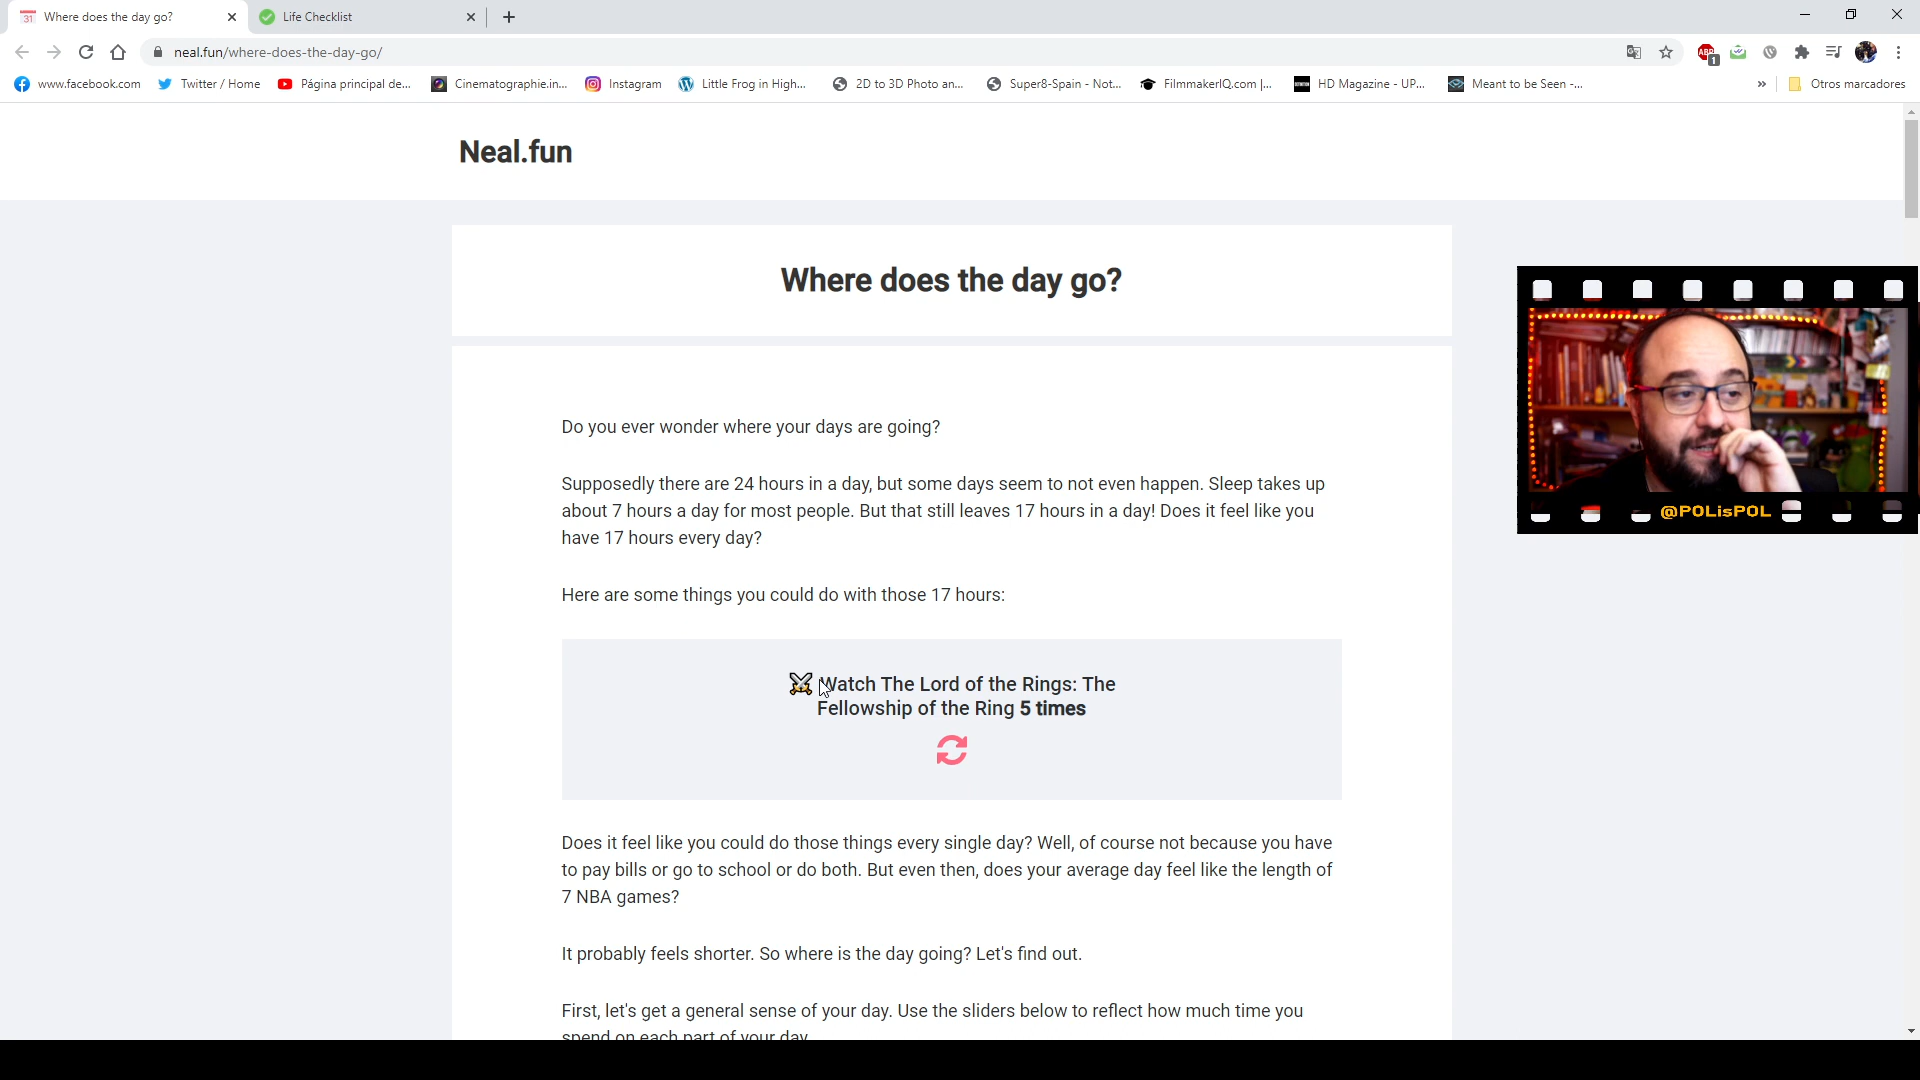 Where does the day go?
Life Checklist
neal.fun/where-does-the-day-go/
ABP
1
www.facebook.com
Twitter / Home
Página principal de...
Cinematographie.in...
Instagram
Little Frog in High...
2D to 3D Photo an...
Super8-Spain - Not...
FilmmakerIQ.com |...
HD Magazine - UP...
Meant to be Seen -...
»
Otros marcadores
Neal.fun
Where does the day go?
Do you ever wonder where your days are going?
Supposedly there are 24 hours in a day, but some days seem to not even happen. Sleep takes up
about 7 hours a day for most people. But that still leaves 17 hours in a day! Does it feel like you
have 17 hours every day?
Here are some things you could do with those 17 hours:
Watch The Lord of the Rings: The
Fellowship of the Ring 5 times
Does it feel like you could do those things every single day? Well, of course not because you have
to pay bills or go to school or do both. But even then, does your average day feel like the length of
7 NBA games?
It probably feels shorter. So where is the day going? Let's find out.
First, let's get a general sense of your day. Use the sliders below to reflect how much time you
spend on each part of your day
@POLisPOL